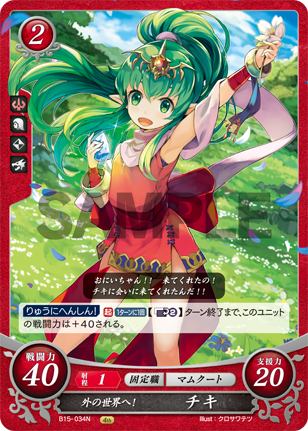 2
SAMPLE
おにいちゃん!! 来てくれたの!
チキに会いに来てくれたんだ!!
りゅうにへんしん! 起 1ターンに1回 2 ターン終了まで、このユニット
の戦闘力は+40される。
戦闘力 40
射程 1 固定職 マムクート
支援力 20
外の世界へ! チキ
B15-034N Illust:クロサワテツ